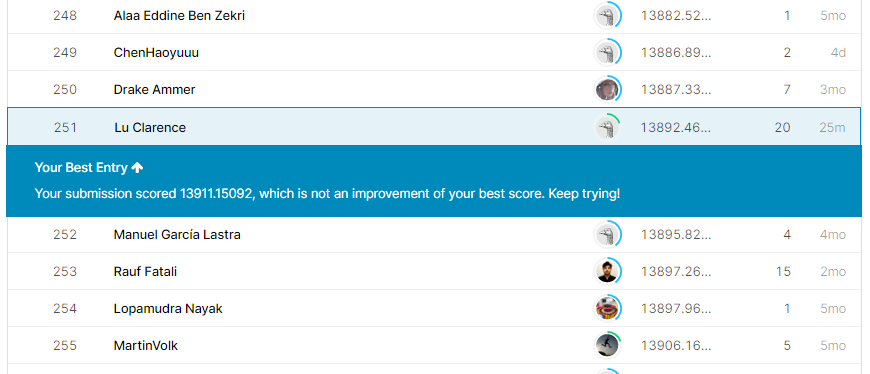 248 Alaa Eddine Ben Zekri 13882.52... 1 5mo
249 ChenHaoyuuu 13886.89... 2 4d
250 Drake Ammer 13887.33... 7 3mo
251 Lu Clarence 13892.46... 20 25m
Your Best Entry
Your submission scored 13911.15092, which is not an improvement of your best score. Keep trying!
252 Manuel García Lastra 13895.82... 4 4mo
253 Rauf Fatali 13897.26... 15 2mo
254 Lopamudra Nayak 13897.96... 1 5mo
255 MartinVolk 13906.16... 5 5mo